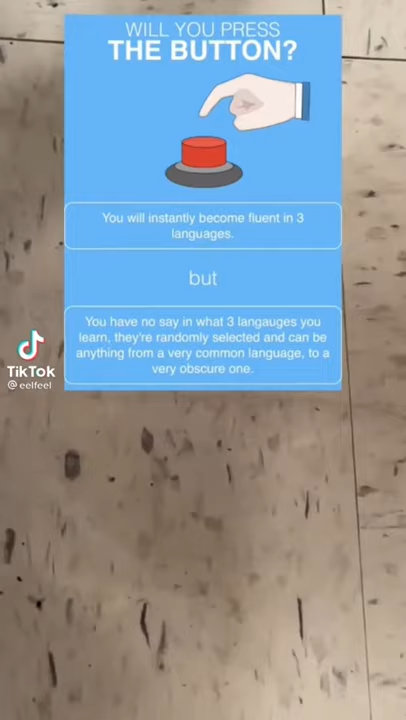 WILL YOU PRESS
THE BUTTON?
You will instantly become fluent in 3
languages.
but
You have no say in what 3 langauges you
learn, they're randomly selected and can be
anything from a very common language, to a
very obscure one.
TikTok
@eelfeel